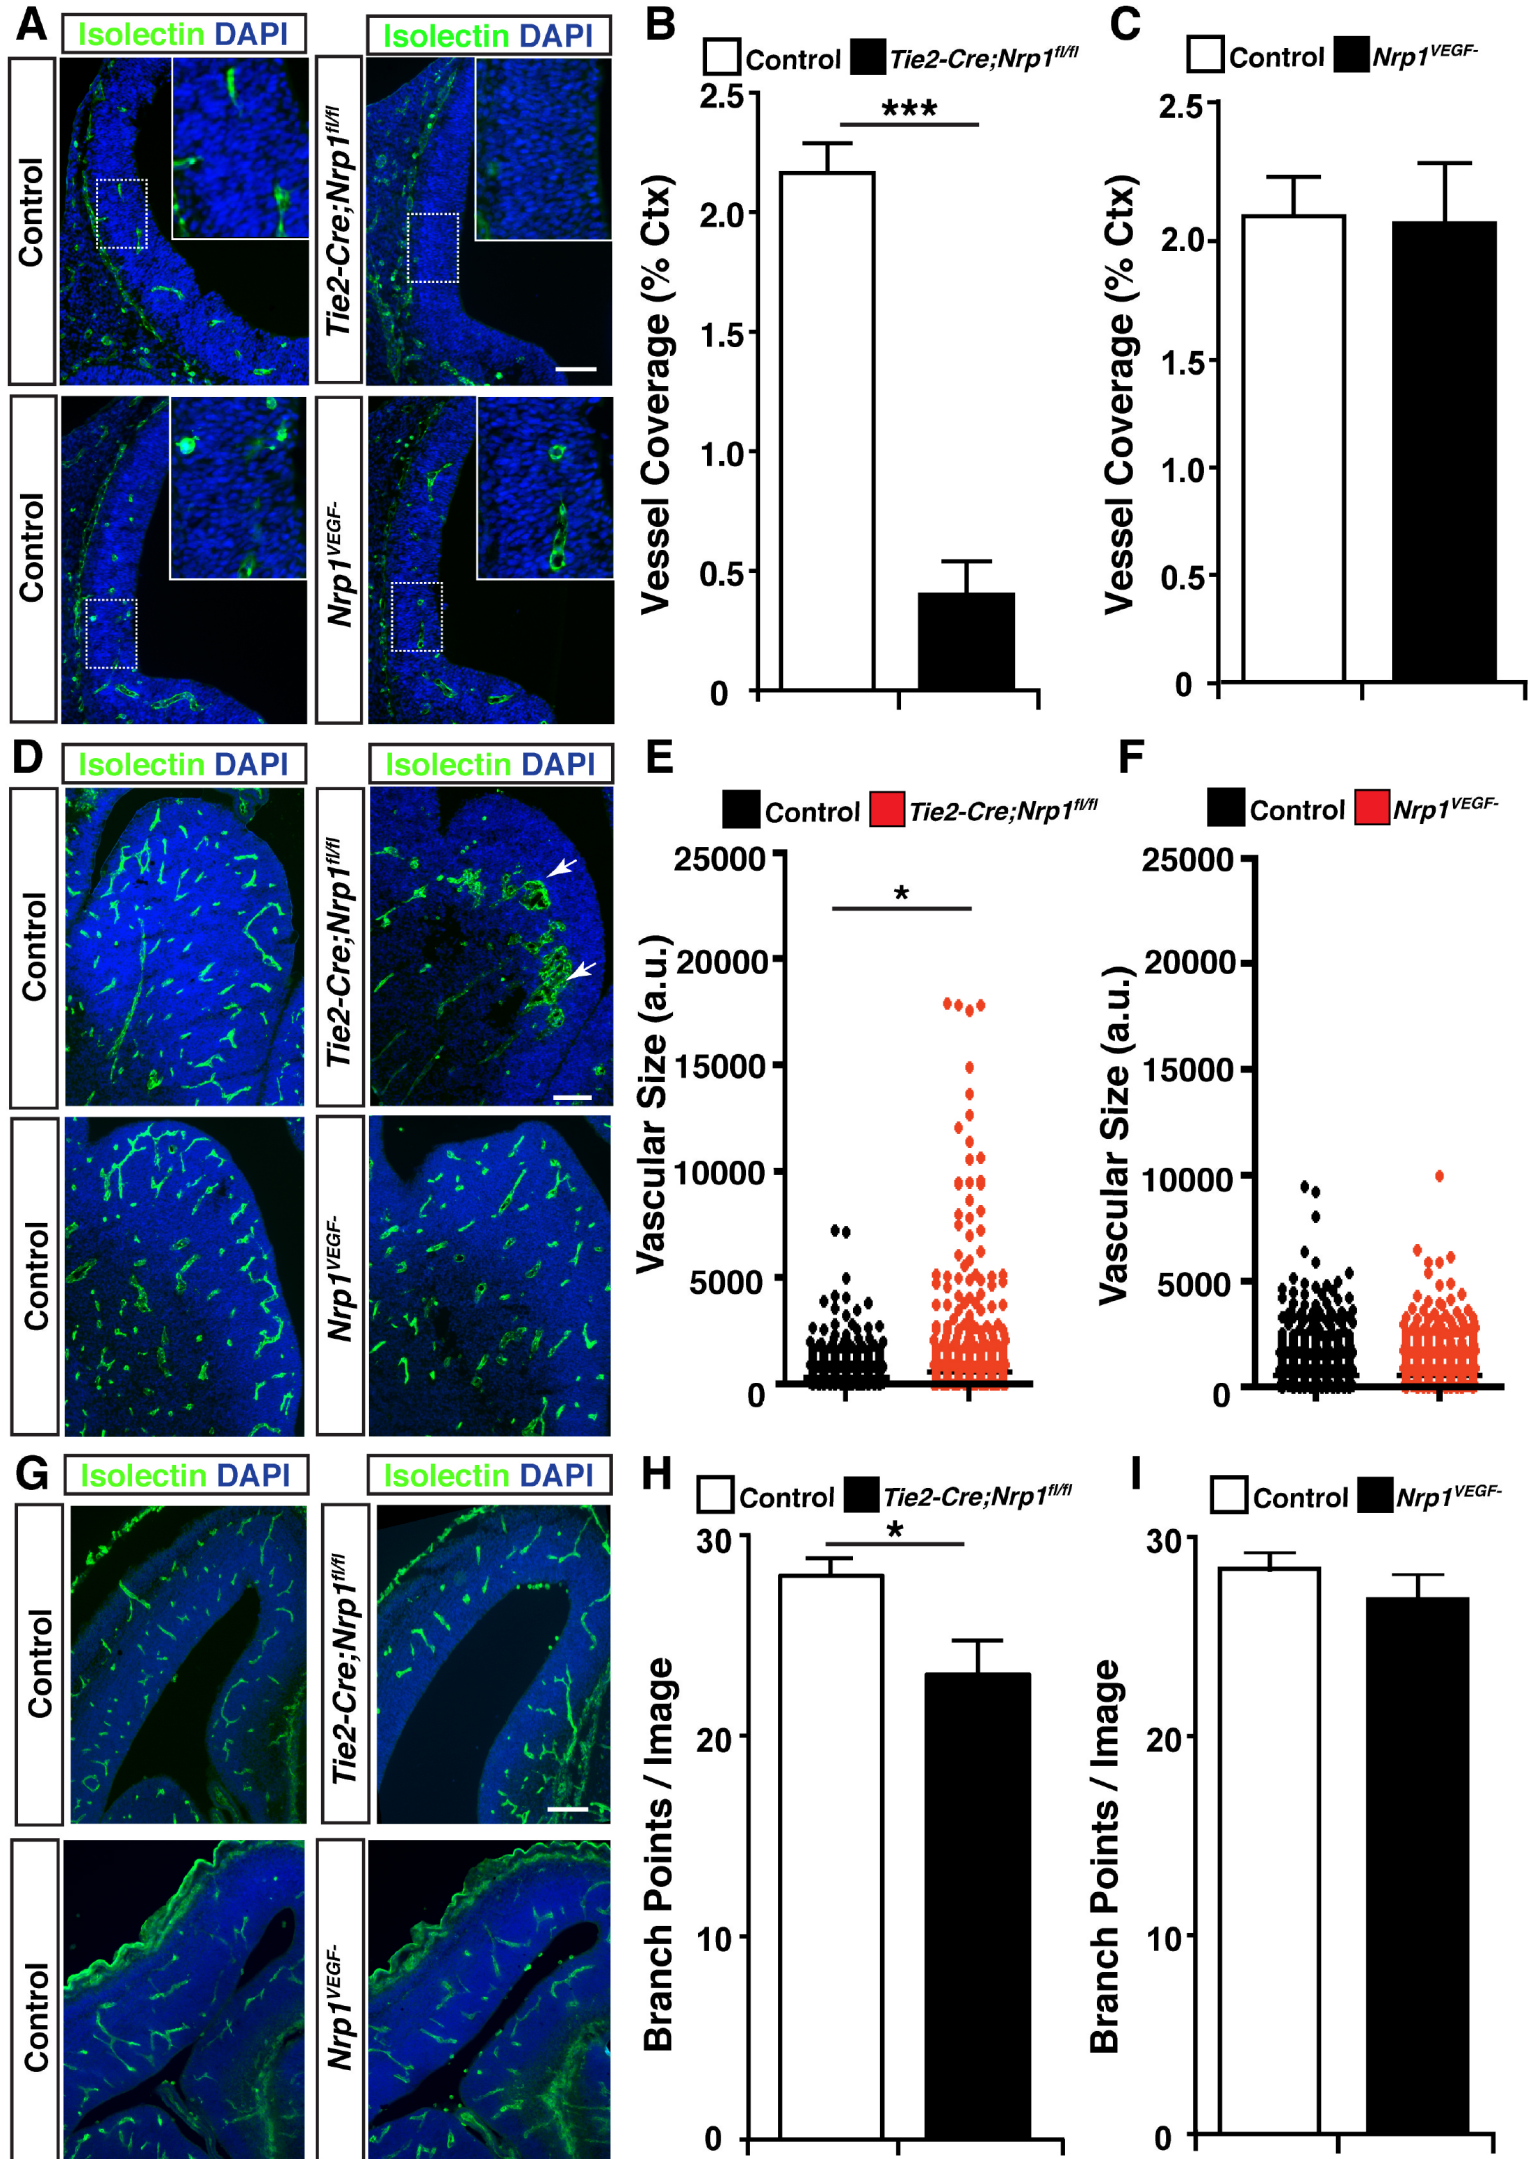 A
Isolectin DAPI
Isolectin DAPI
Control
Tie2-Cre;Nrp1fl/fl
Control
Nrp1VEGF-
B
Control Tie2-Cre;Nrp1fl/fl
***
Vessel Coverage (% Ctx)
2.5
2.0
1.5
1.0
0.5
0
C
Control Nrp1VEGF-
Vessel Coverage (% Ctx)
2.5
2.0
1.5
1.0
0.5
0
D
Isolectin DAPI
Isolectin DAPI
Control
Tie2-Cre;Nrp1fl/fl
Control
Nrp1VEGF-
E
Control Tie2-Cre;Nrp1fl/fl
*
Vascular Size (a.u.)
25000
20000
15000
10000
5000
0
F
Control Nrp1VEGF-
Vascular Size (a.u.)
25000
20000
15000
10000
5000
0
G
Isolectin DAPI
Isolectin DAPI
Control
Tie2-Cre;Nrp1fl/fl
Control
Nrp1VEGF-
H
Control Tie2-Cre;Nrp1fl/fl
*
Branch Points / Image
30
20
10
0
I
Control Nrp1VEGF-
Branch Points / Image
30
20
10
0